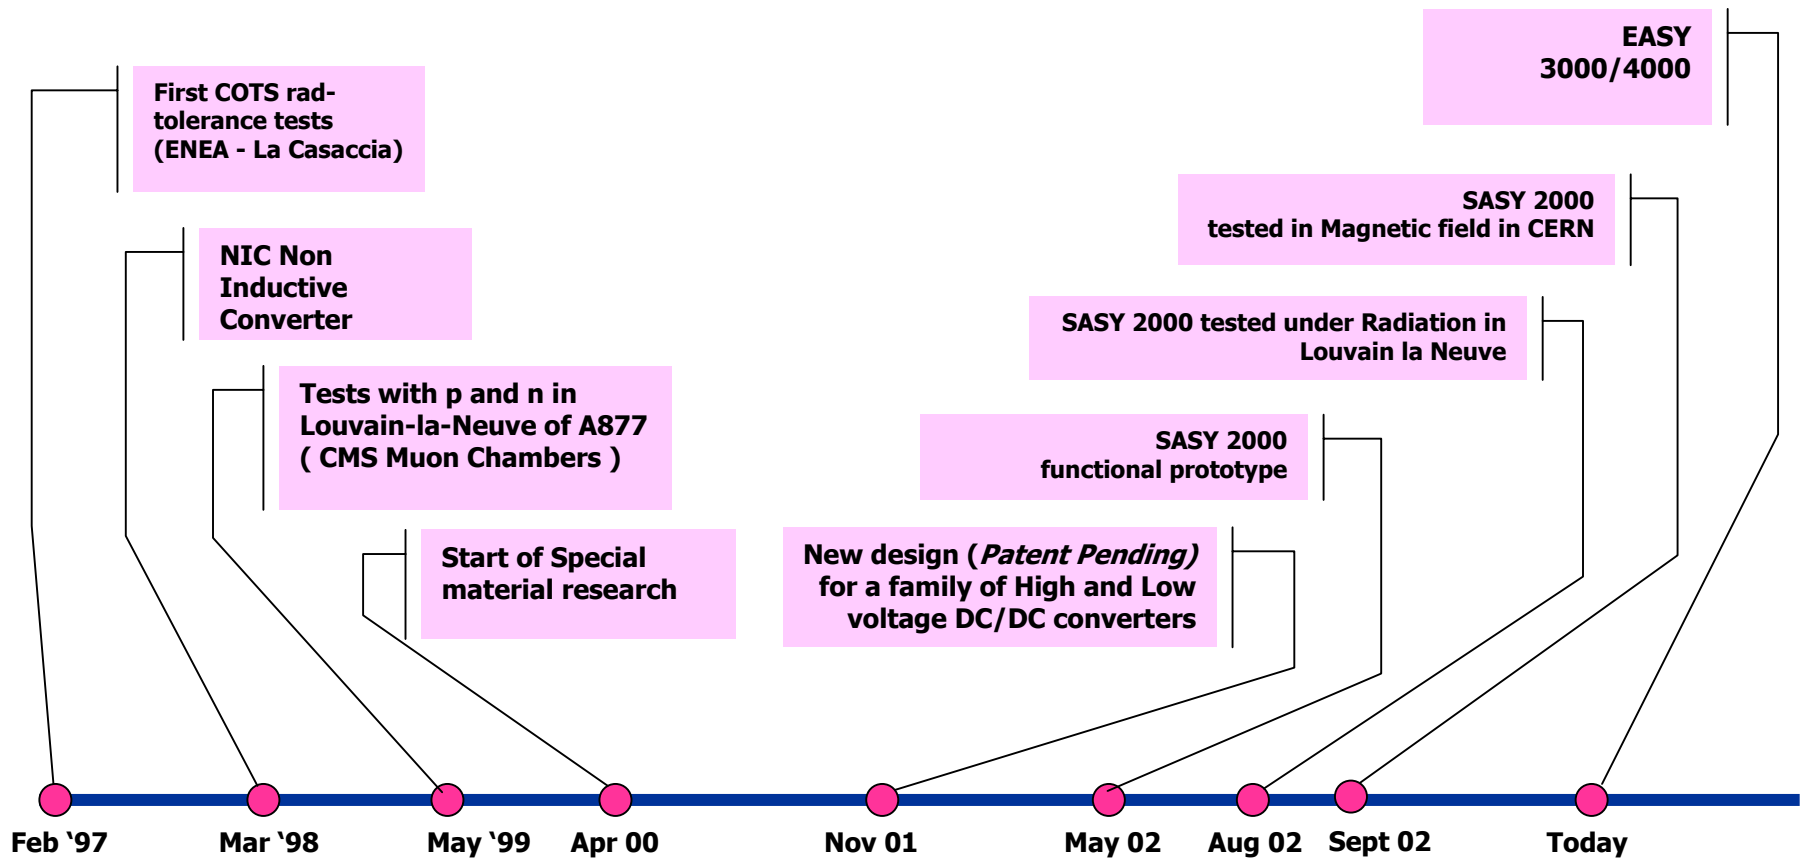 First COTS rad-
tolerance tests
(ENEA - La Casaccia)
NIC Non
Inductive
Converter
Tests with p and n in
Louvain-la-Neuve of A877
( CMS Muon Chambers )
Start of Special
material research
New design (Patent Pending)
for a family of High and Low
voltage DC/DC converters
SASY 2000
functional prototype
SASY 2000 tested under Radiation in
Louvain la Neuve
SASY 2000
tested in Magnetic field in CERN
EASY
3000/4000
Feb ‘97
Mar ‘98
May ‘99
Apr 00
Nov 01
May 02
Aug 02
Sept 02
Today